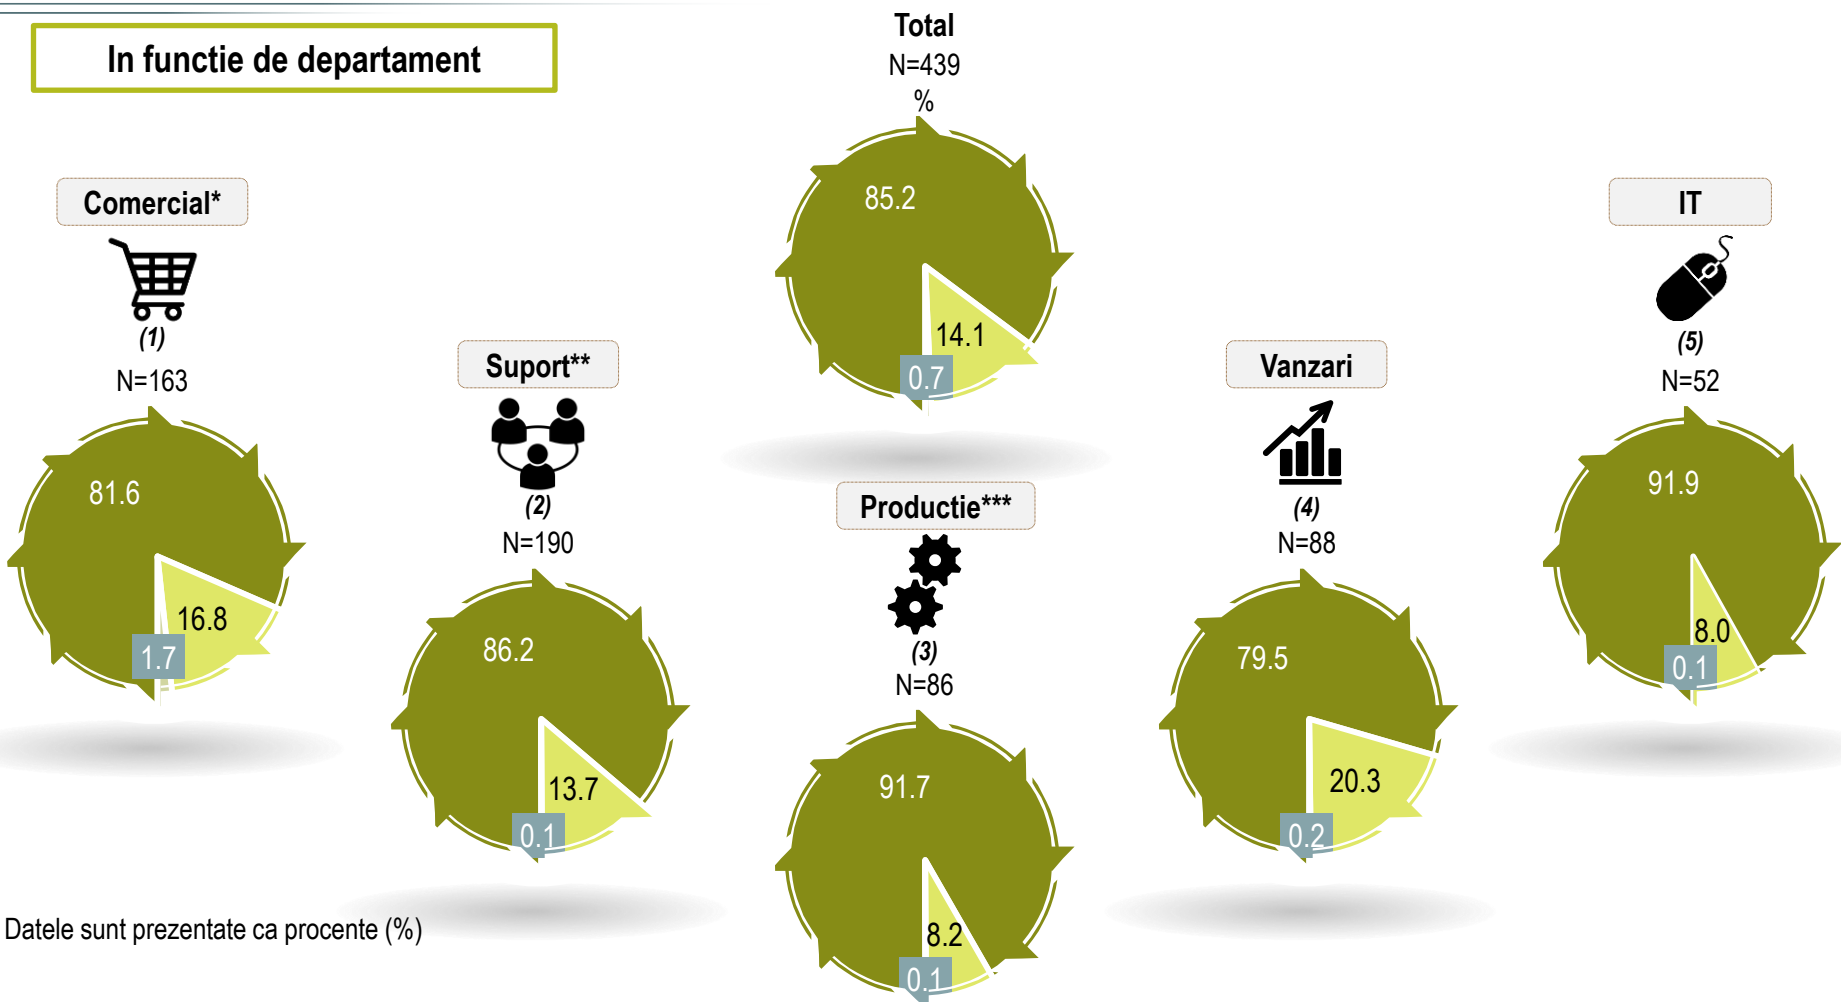 In functie de departament
Total
N=439
%
85.2
14.1
0.7
Comercial*
(1)
N=163
81.6
16.8
1.7
Suport**
(2)
N=190
86.2
13.7
0.1
Productie***
(3)
N=86
91.7
8.2
0.1
Vanzari
(4)
N=88
79.5
20.3
0.2
IT
(5)
N=52
91.9
8.0
0.1
Datele sunt prezentate ca procente (%)